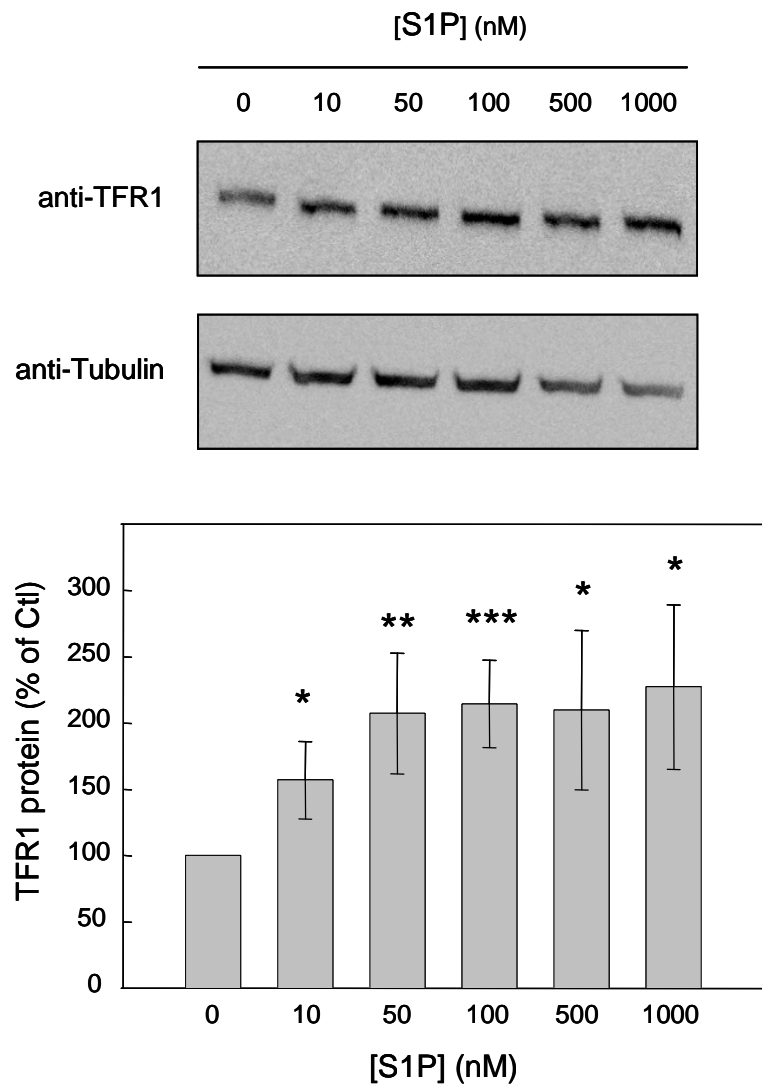 [S1P] (nM)
0 10 50 100 500 1000
anti-TFR1
anti-Tubulin
TFR1 protein (% of Ctl)
300
250
200
150
100
50
0
* ** *** * *
0 10 50 100 500 1000
[S1P] (nM)